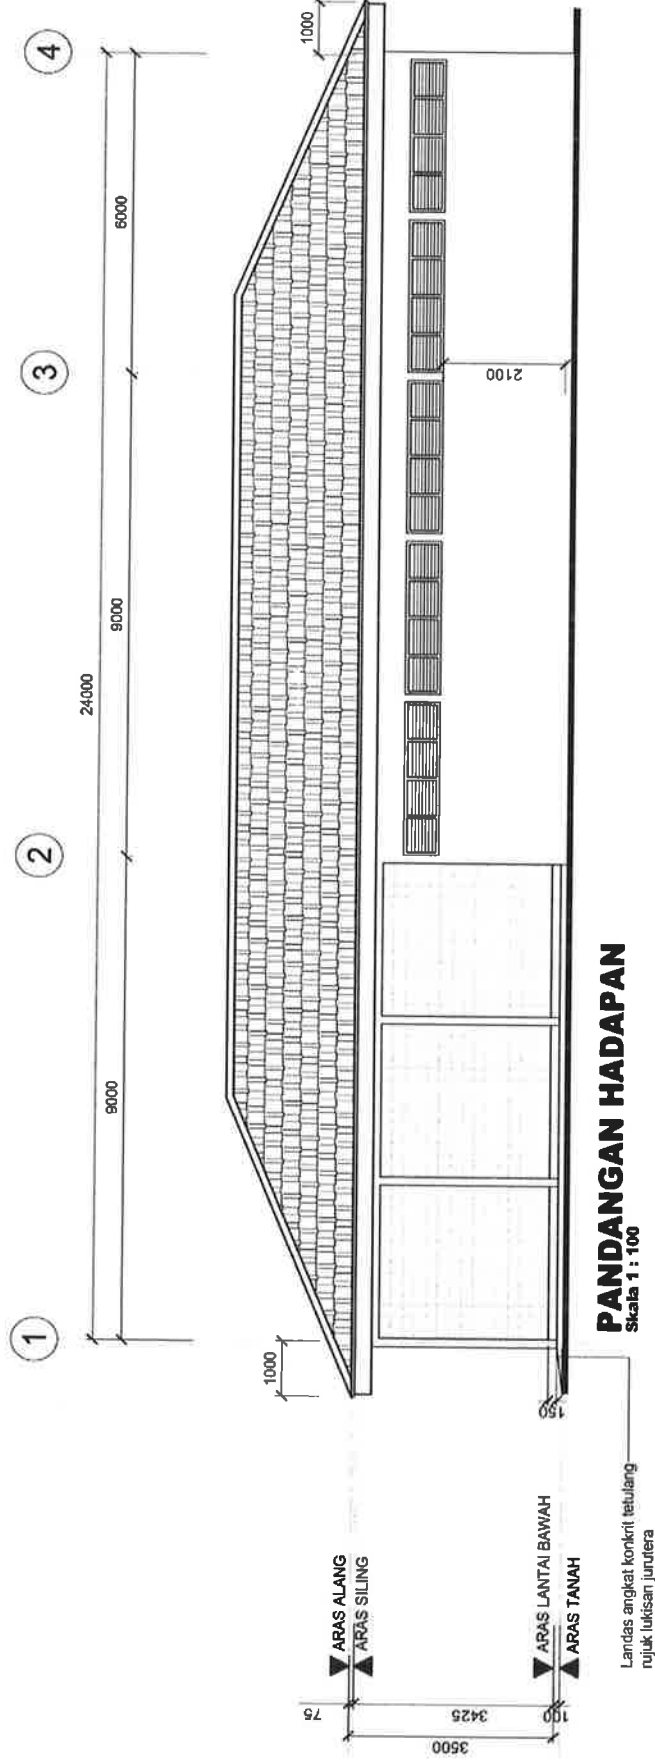 1
2
3
4
24000
9000
9000
6000
1000
1000
2100
150
ARAS ALANG
ARAS SILING
ARAS LANTAI BAWAH
ARAS TANAH
75
3425
100
3500
Landas angkat konkrit tetulang
rujuk lukisan jurutera
PANDANGAN HADAPAN
Skala 1 : 100